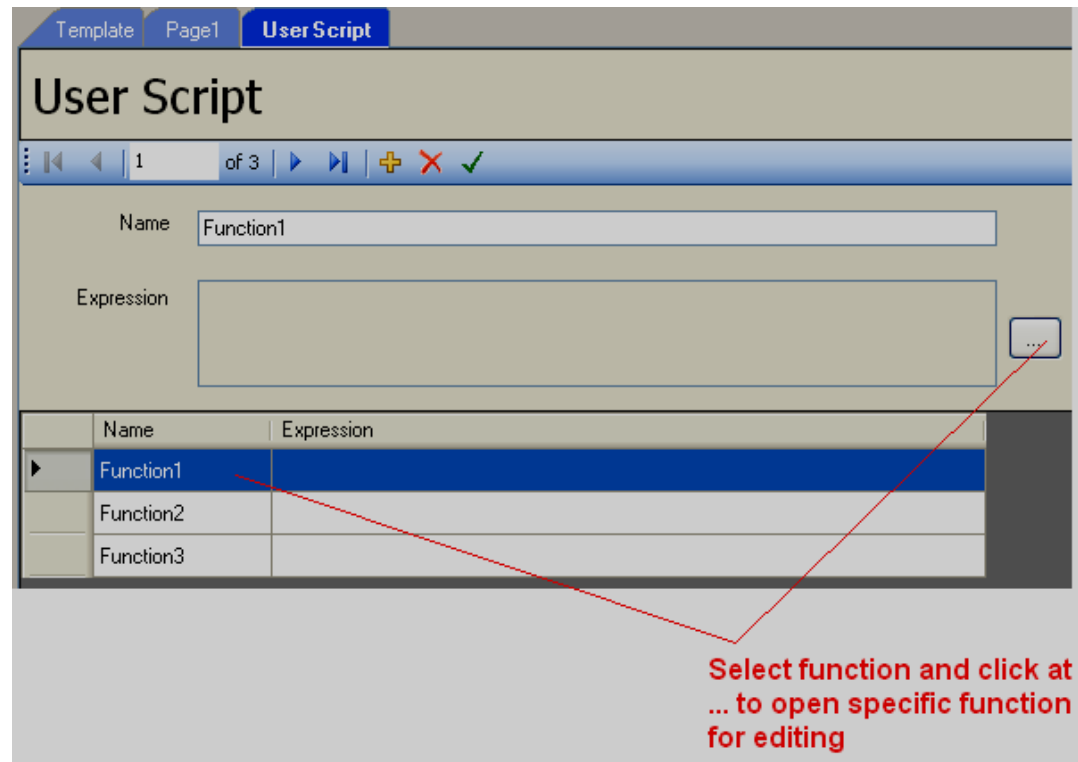 Template Page1 User Script
User Script
1 of 3
Name Function1
Expression
...
Name Expression
Function1
Function2
Function3
Select function and click at
... to open specific function
for editing